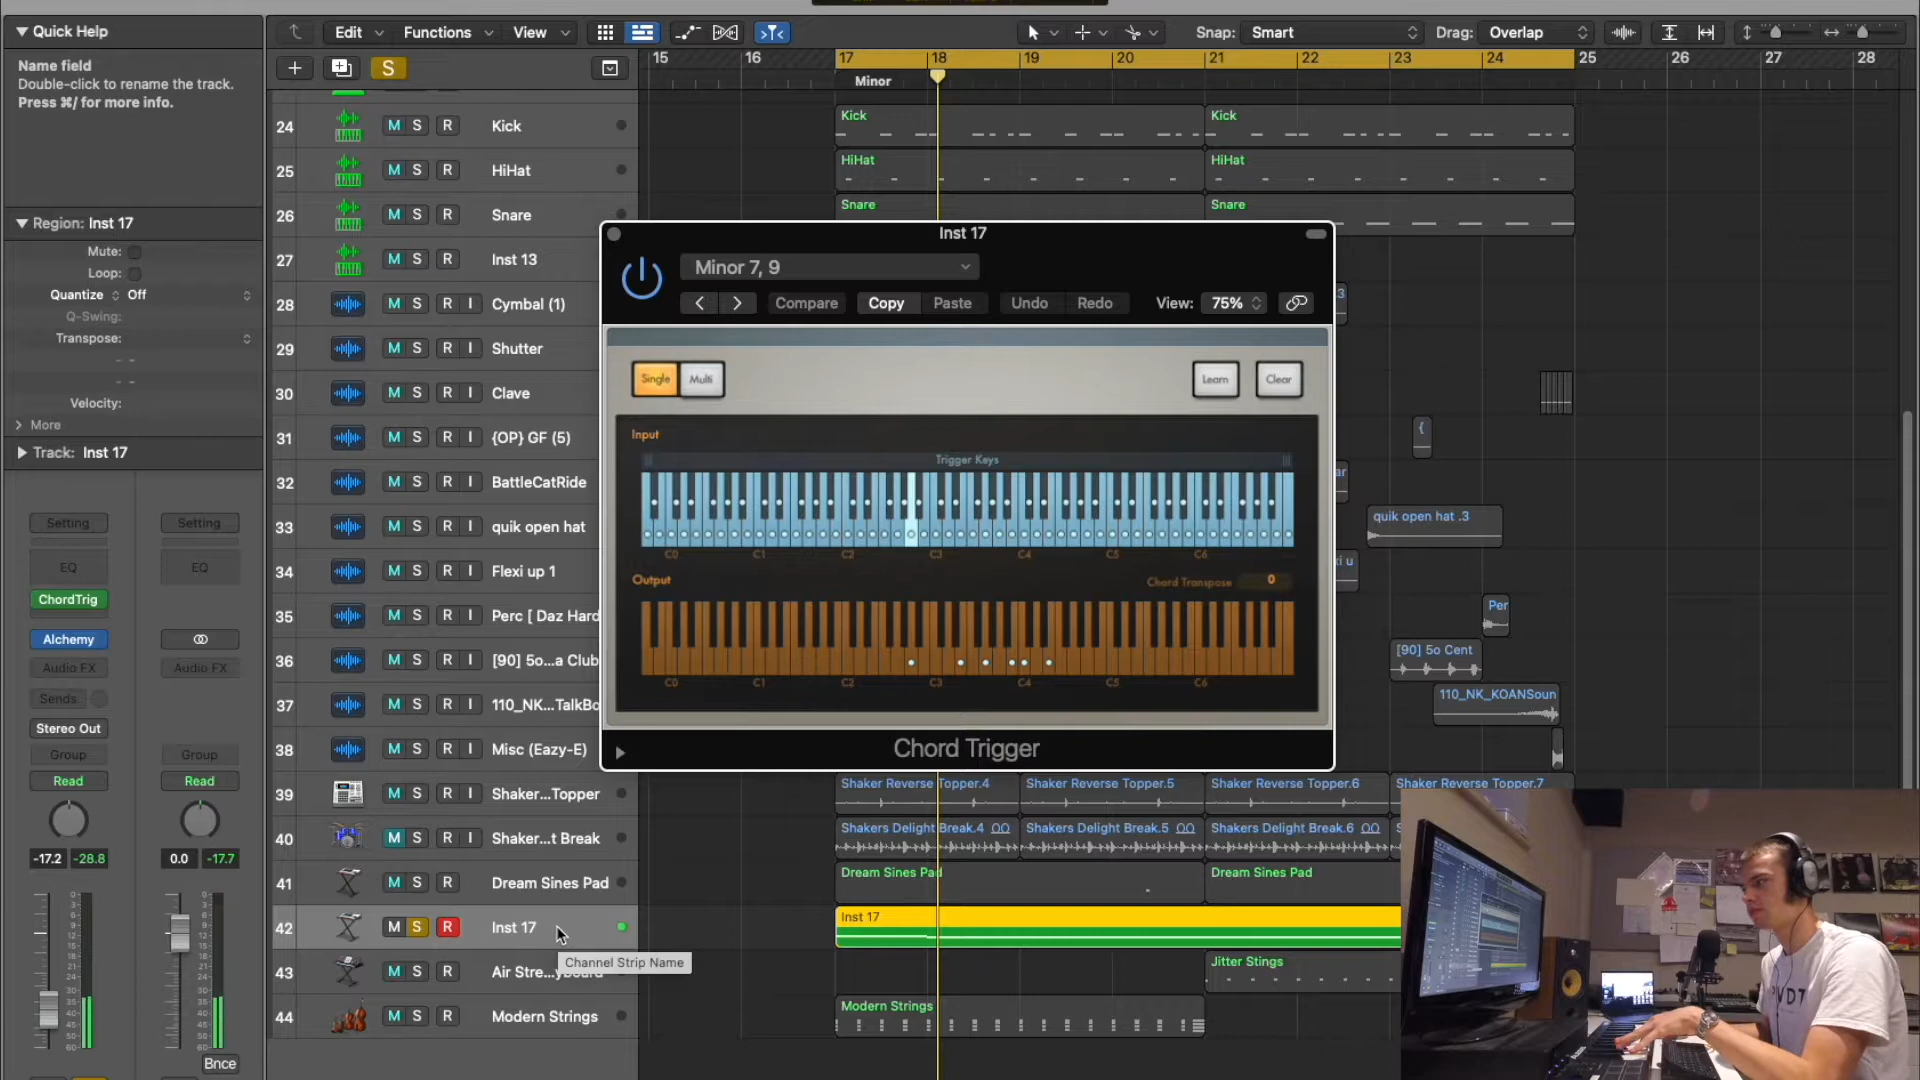 Quick Help
Name field
Double-click to rename the track.
Press ⌘/ for more info.
Region: Inst 17
Mute:
Loop:
Quantize Off
Q-Swing:
Transpose:
Velocity:
More
Track: Inst 17
Setting Setting
EQ EQ
ChordTrig
Alchemy
Audio FX Audio FX
Sends
Stereo Out
Group Group
Read Read
-17.2 -28.8 0.0 -17.7
Bnce
Edit Functions View Snap: Smart Drag: Overlap
S
15 16 17 18 19 20 21 22 23 24 25 26 27 28
Minor
24 M S R Kick
25 M S R HiHat
26 M S R Snare
27 M S R Inst 13
28 M S R I Cymbal (1)
29 M S R I Shutter
30 M S R I Clave
31 M S R I {OP} GF (5)
32 M S R I BattleCatRide
33 M S R I quik open hat
34 M S R I Flexi up 1
35 M S R I Perc [ Daz Hard
36 M S R I [90] 5o...a Club
37 M S R I 110_NK...TalkBo
38 M S R I Misc (Eazy-E)
39 M S R I Shaker...Topper
40 M S R I Shaker...t Break
41 M S R Dream Sines Pad
42 M S R Inst 17
Channel Strip Name
43 M S R Air Stre...yboard
44 M S R Modern Strings
Kick Kick
HiHat HiHat
Snare Snare
Inst 17
Minor 7, 9
Compare Copy Paste Undo Redo View: 75%
Single Multi Learn Clear
Input
Trigger Keys
C0 C1 C2 C3 C4 C5 C6
Output Chord Transpose 0
C0 C1 C2 C3 C4 C5 C6
Chord Trigger
3
{
ar
quik open hat .3
xi u
Per
[90] 5o Cent
110_NK_KOANSoun
Shaker Reverse Topper.4 Shaker Reverse Topper.5 Shaker Reverse Topper.6 Shaker Reverse Topper.7
Shakers Delight Break.4 Shakers Delight Break.5 Shakers Delight Break.6
Dream Sines Pad Dream Sines Pad
Inst 17
Jitter Stings
Modern Strings